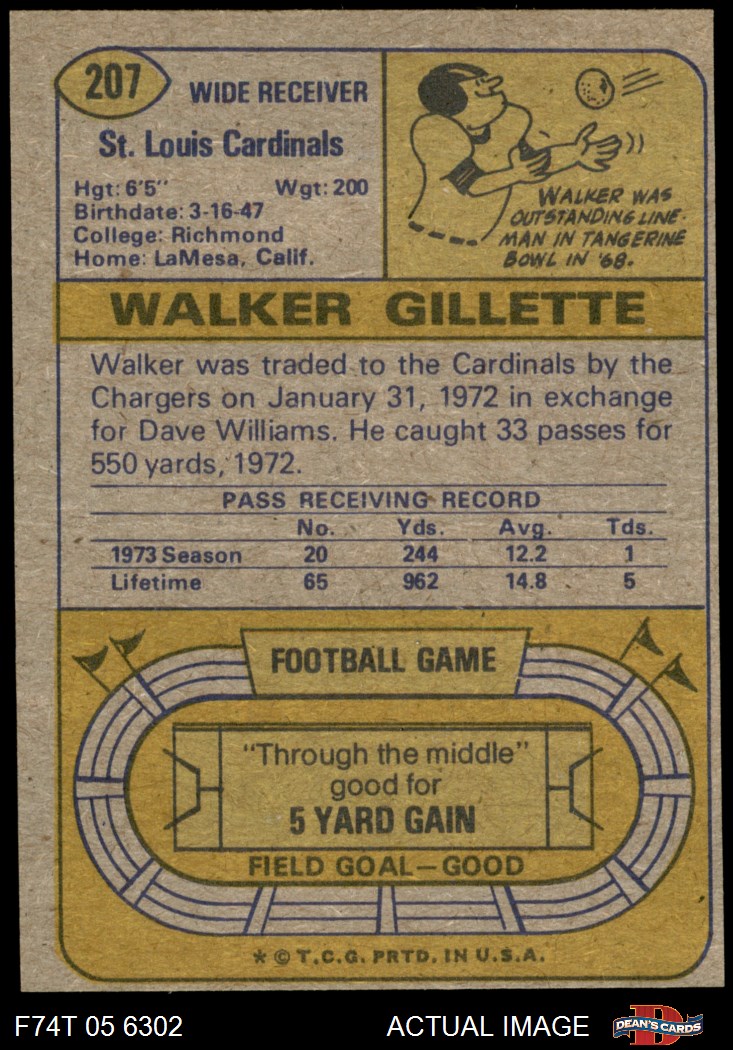 207
WIDE RECEIVER
St. Louis Cardinals
Hgt: 6'5" Wgt: 200
Birthdate: 3-16-47
College: Richmond
Home: LaMesa, Calif.
WALKER WAS
OUTSTANDING LINE-
MAN IN TANGERINE
BOWL IN '68.
WALKER GILLETTE
Walker was traded to the Cardinals by the
Chargers on January 31, 1972 in exchange
for Dave Williams. He caught 33 passes for
550 yards, 1972.
PASS RECEIVING RECORD
No. Yds. Avg. Tds.
1973 Season 20 244 12.2 1
Lifetime 65 962 14.8 5
FOOTBALL GAME
"Through the middle"
good for
5 YARD GAIN
FIELD GOAL—GOOD
* © T.C.G. PRTD. IN U.S.A.
F74T 05 6302 ACTUAL IMAGE
D
DEAN'S CARDS